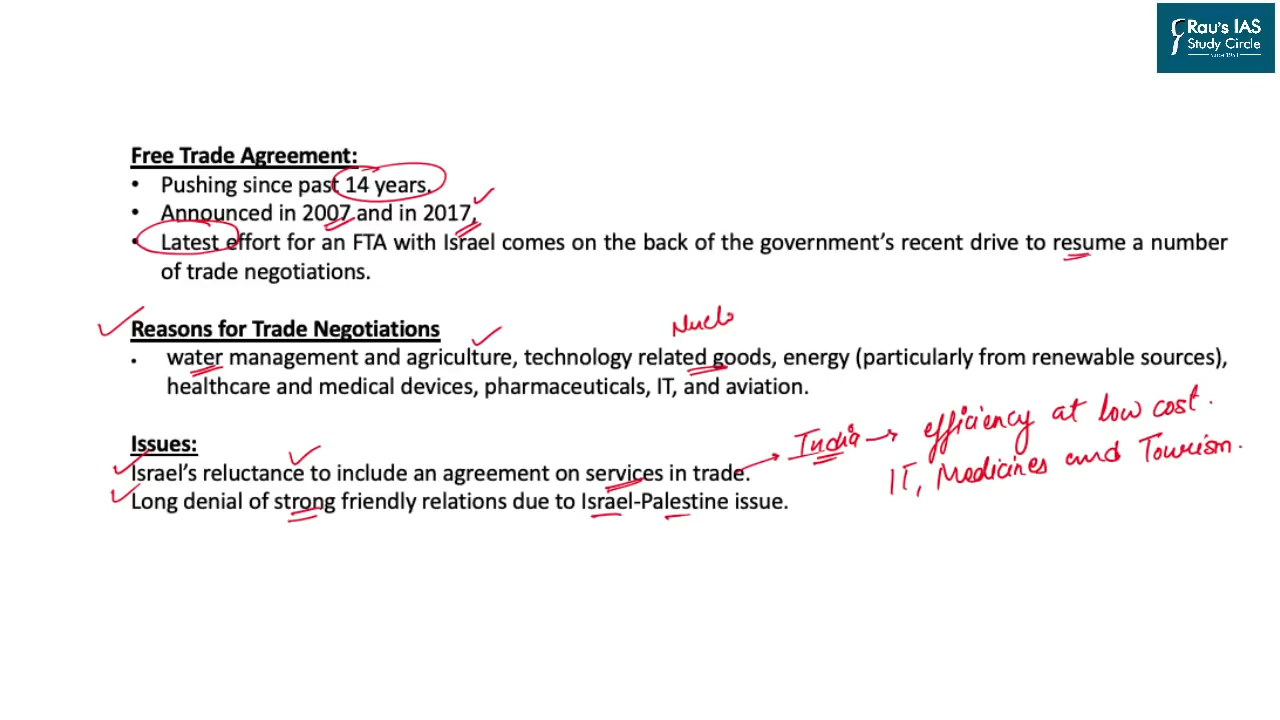 Rau's IAS
Study Circle
since 1953
Free Trade Agreement:
• Pushing since past 14 years.
• Announced in 2007 and in 2017,
• Latest effort for an FTA with Israel comes on the back of the government's recent drive to resume a number
of trade negotiations.
Reasons for Trade Negotiations
Nucl
• water management and agriculture, technology related goods, energy (particularly from renewable sources),
healthcare and medical devices, pharmaceuticals, IT, and aviation.
Issues:
India → efficiency at low cost.
Israel's reluctance to include an agreement on services in trade.
IT, Medicines and Tourism.
Long denial of strong friendly relations due to Israel-Palestine issue.